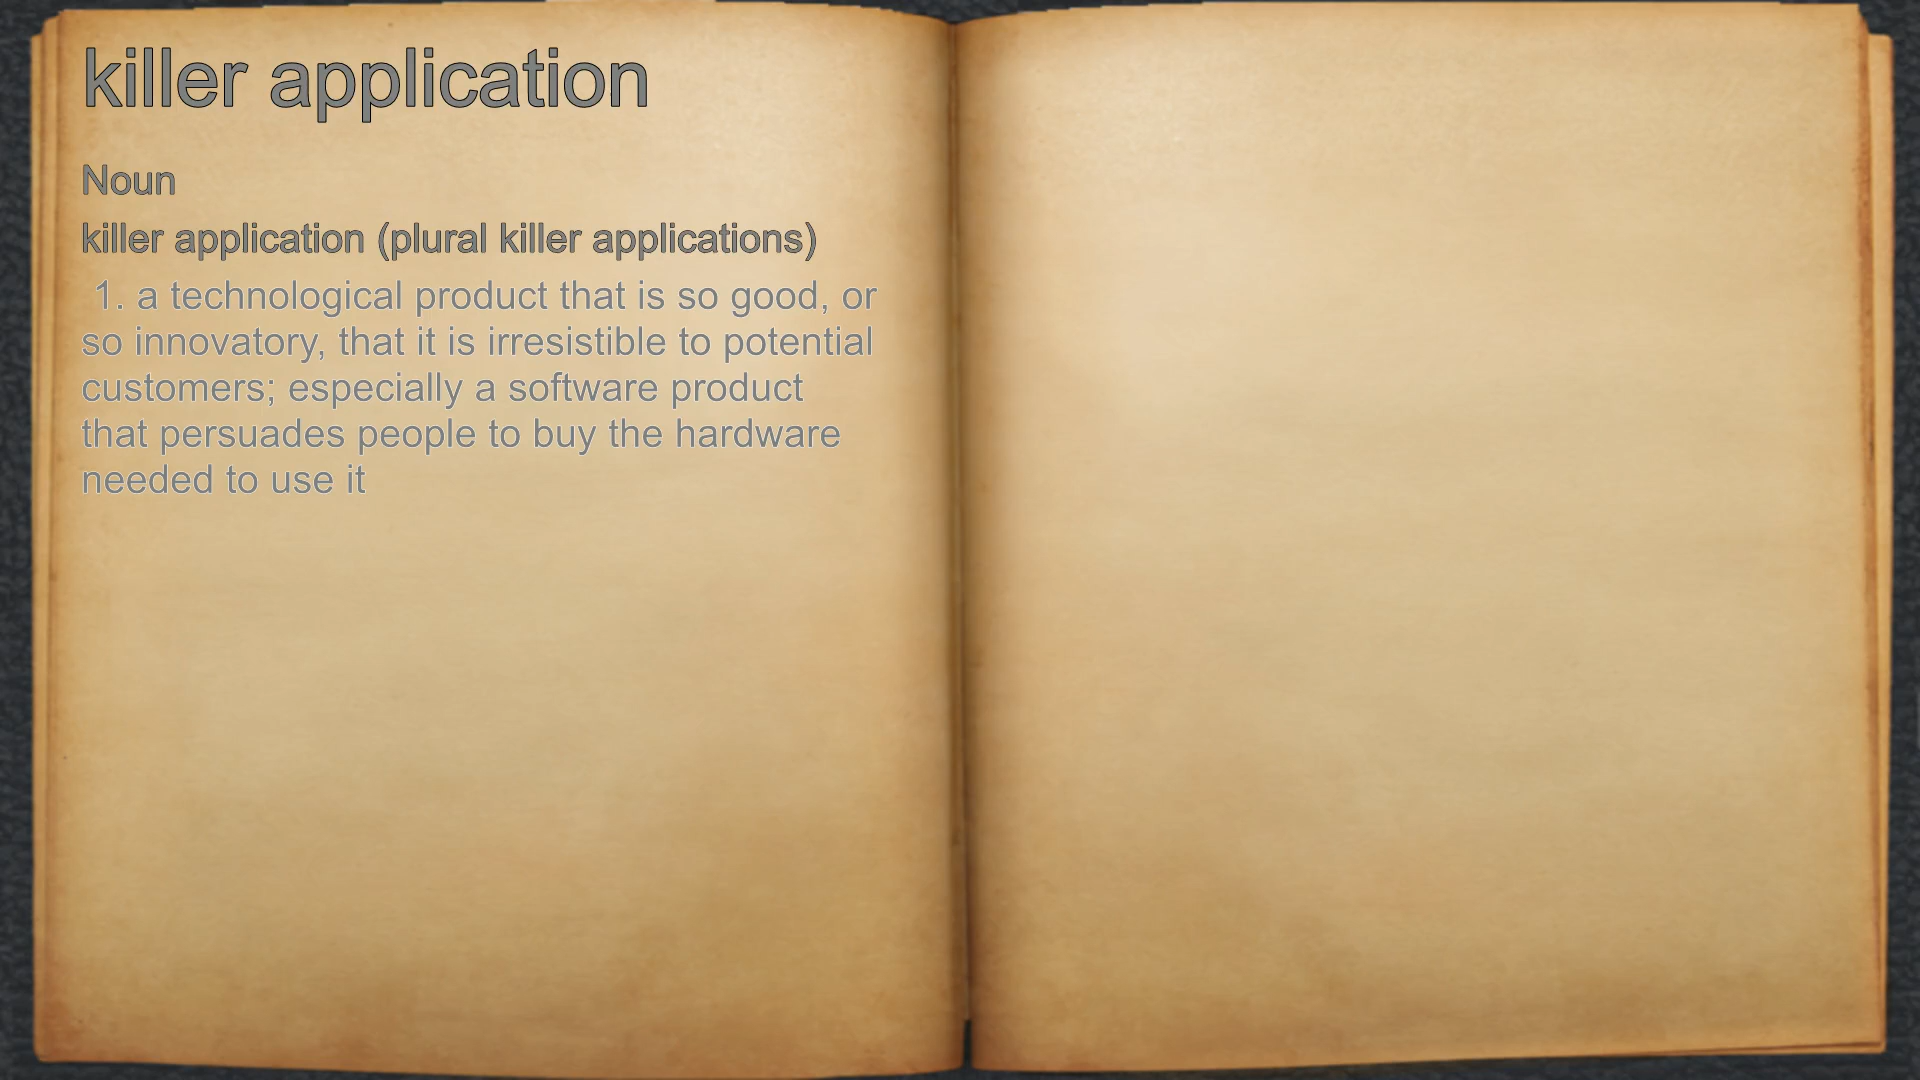 killer application
Noun
killer application (plural killer applications)
1. a technological product that is so good, or
so innovatory, that it is irresistible to potential
customers; especially a software product
that persuades people to buy the hardware
needed to use it